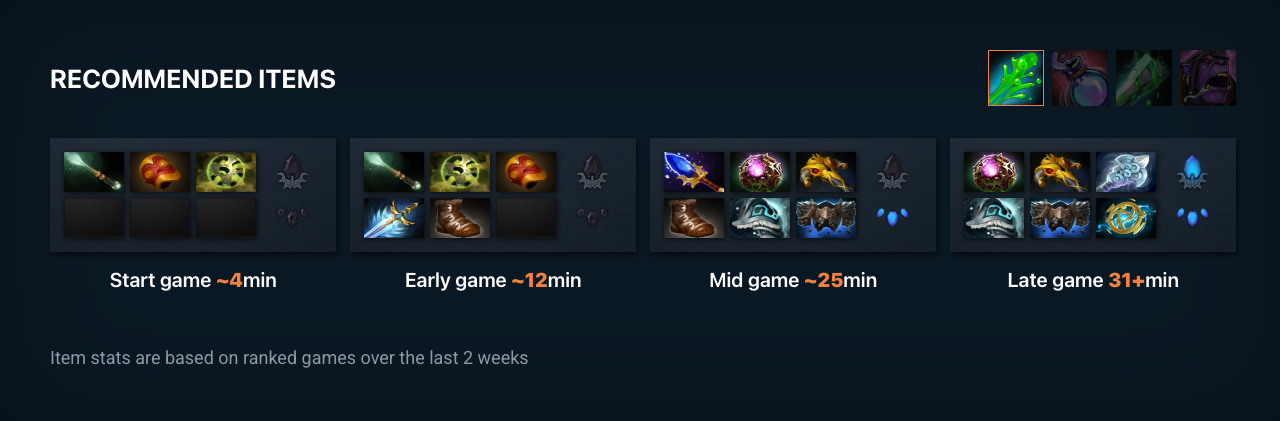 RECOMMENDED ITEMS
Start game ~4min
Early game ~12min
Mid game ~25min
Late game 31+min
Item stats are based on ranked games over the last 2 weeks